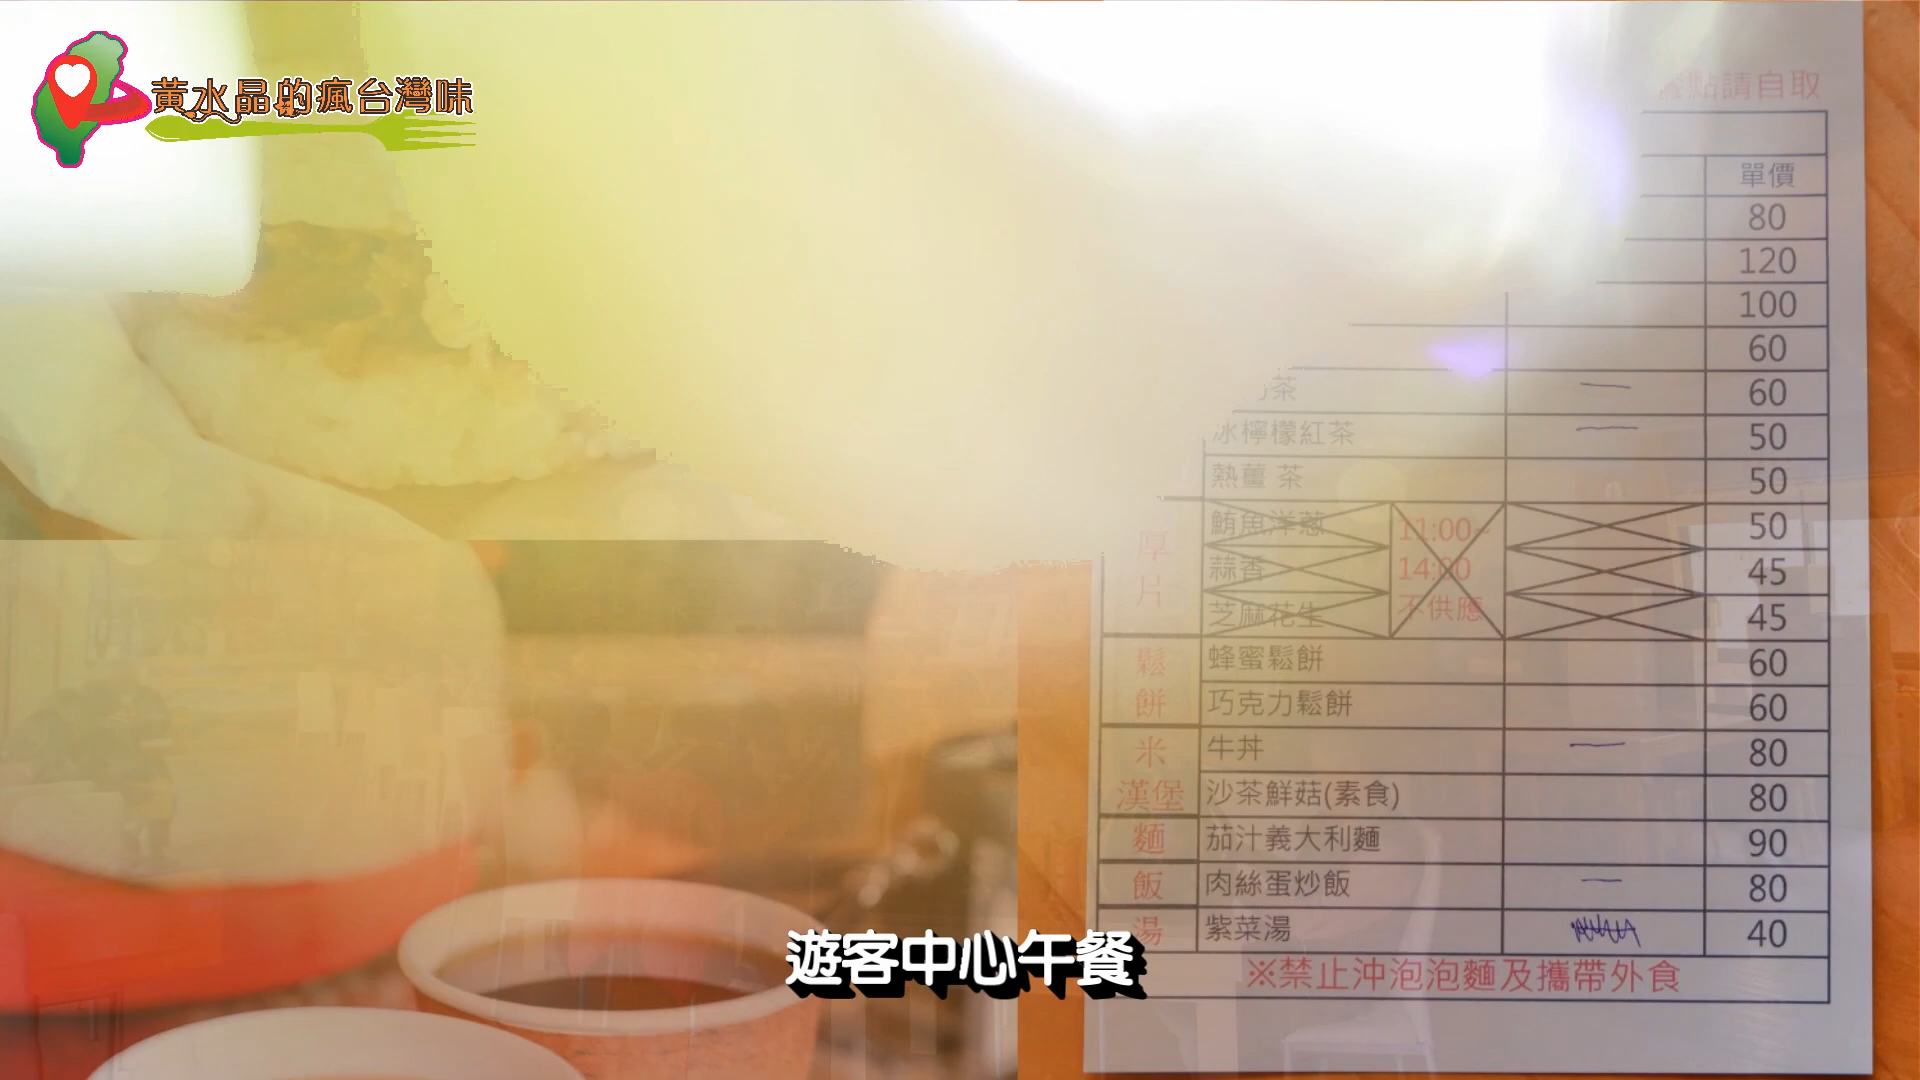 黃水晶的瘋台灣味
點請自取
單價
80
120
100
60
茶 60
冰檸檬紅茶 50
熱薑茶 50
厚片
鮪魚洋蔥 50
蒜香 45
芝麻花生 45
11:00~
14:00
不供應
鬆餅
蜂蜜鬆餅 60
巧克力鬆餅 60
米漢堡
牛丼 80
沙茶鮮菇(素食) 80
麵 茄汁義大利麵 90
飯 肉絲蛋炒飯 80
湯 紫菜湯 40
※禁止沖泡泡麵及攜帶外食
遊客中心午餐